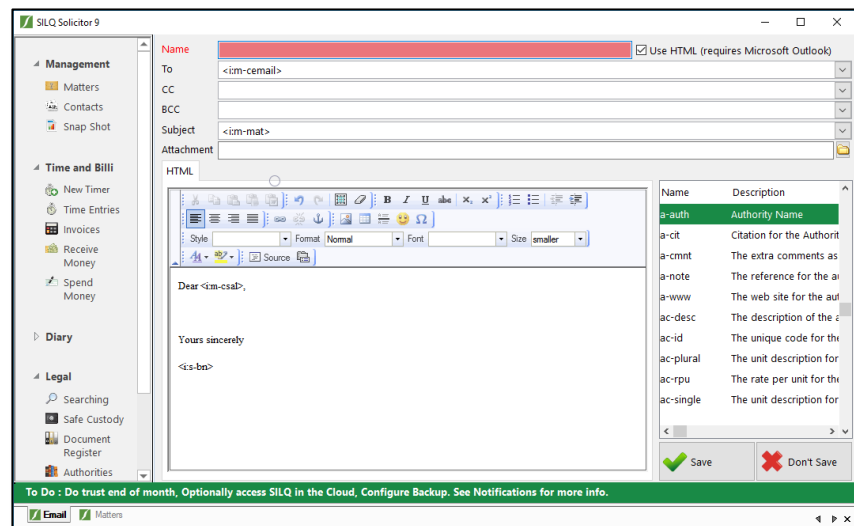 SILQ Solicitor 9
Management
Matters
Contacts
Snap Shot
Time and Billi
New Timer
Time Entries
Invoices
Receive
Money
Spend
Money
Diary
Legal
Searching
Safe Custody
Document
Register
Authorities
Name
Use HTML (requires Microsoft Outlook)
To <i:m-cemail>
CC
BCC
Subject <i:m-mat>
Attachment
HTML
B I U abc X₂ X²
Ω
Style Format Normal Font Size smaller
Source
Dear <i:m-csal>,
Yours sincerely
<i:s-bn>
Name Description
a-auth Authority Name
a-cit Citation for the Authorit
a-cmnt The extra comments as
a-note The reference for the au
a-www The web site for the aut
ac-desc The description of the a
ac-id The unique code for the
ac-plural The unit description for
ac-rpu The rate per unit for the
ac-single The unit description for
Save Don't Save
To Do : Do trust end of month, Optionally access SILQ in the Cloud, Configure Backup. See Notifications for more info.
Email Matters